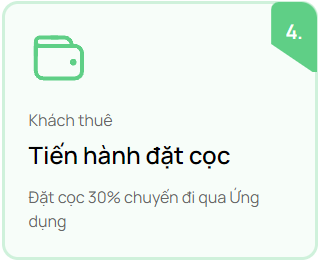 4.
Khách thuê
Tiến hành đặt cọc
Đặt cọc 30% chuyến đi qua Ứng
dụng